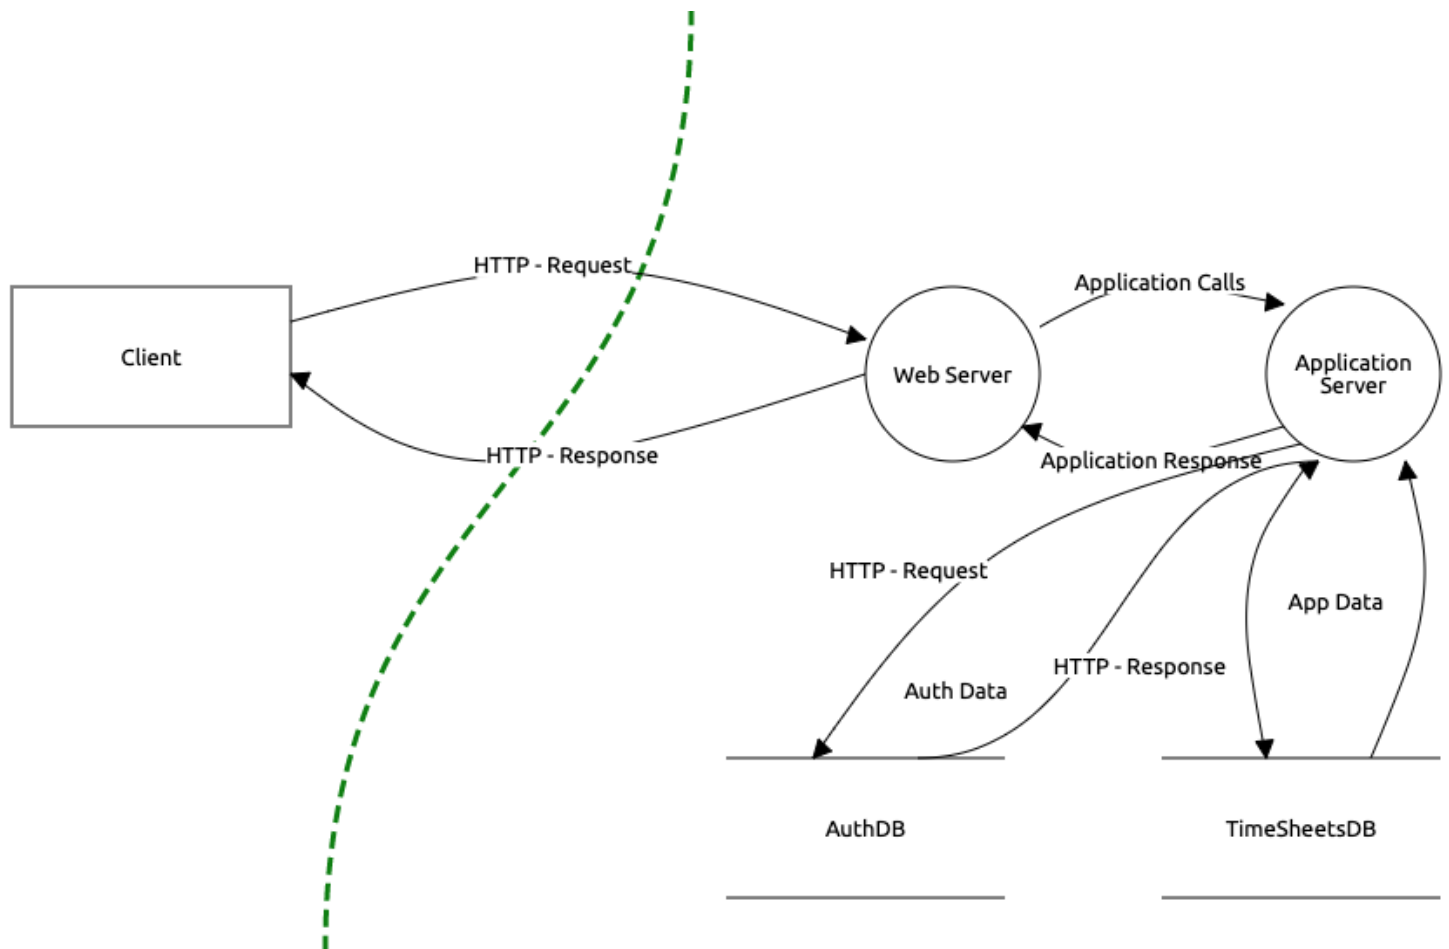 HTTP - Request
Application Calls
Client
Web Server
Application
Server
HTTP - Response
Application Response
HTTP - Request
App Data
HTTP - Response
Auth Data
AuthDB
TimeSheetsDB